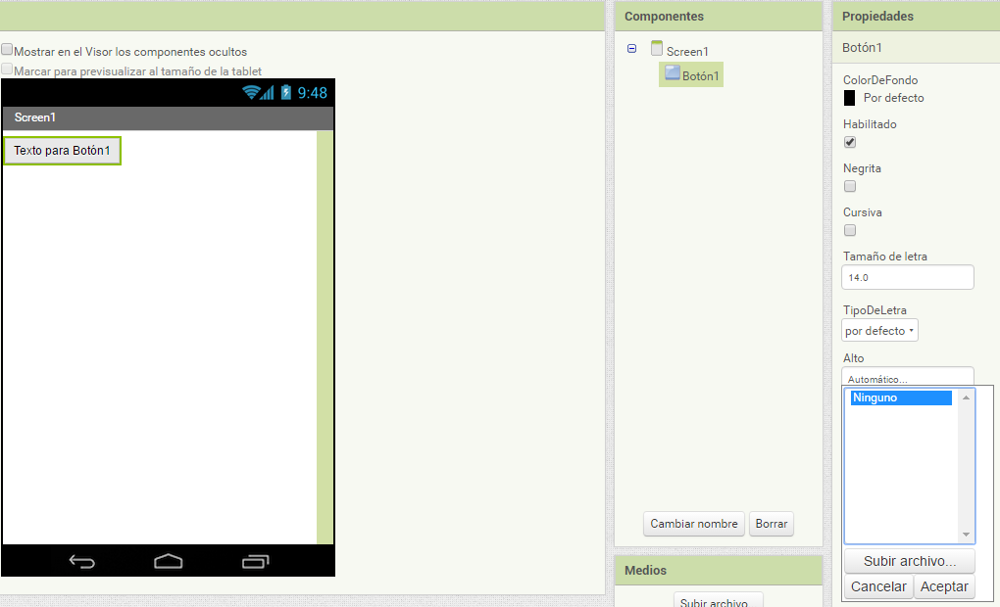 Mostrar en el Visor los componentes ocultos
Marcar para previsualizar al tamaño de la tablet
9:48
Screen1
Texto para Botón1
Componentes
Screen1
Botón1
Cambiar nombre
Borrar
Medios
Subir archivo...
Propiedades
Botón1
ColorDeFondo
Por defecto
Habilitado
Negrita
Cursiva
Tamaño de letra
14.0
TipoDeLetra
por defecto
Alto
Automático...
Ninguno
Subir archivo...
Cancelar
Aceptar